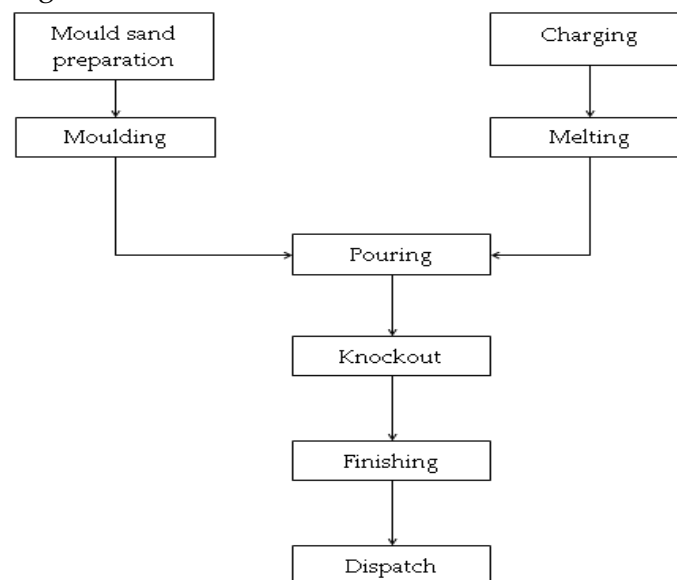 Mould sand
preparation
Charging
Moulding
Melting
Pouring
Knockout
Finishing
Dispatch